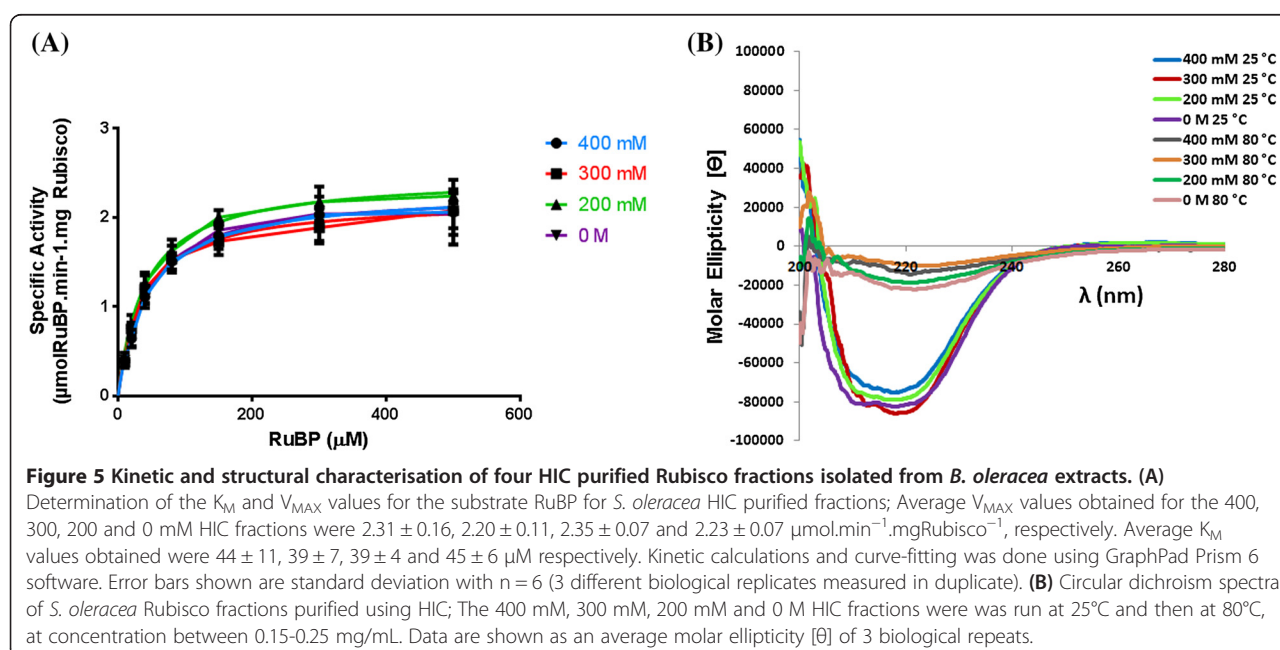 (A)
3
2
1
0
0
200
400
600
Specific Activity
(µmolRuBP.min-1.mg Rubisco)
RuBP (µM)
400 mM
300 mM
200 mM
0 M
(B)
100000
80000
60000
40000
20000
0
-20000
-40000
-60000
-80000
-100000
Molar Ellipticity [Θ]
200
220
240
260
280
λ (nm)
400 mM 25 °C
300 mM 25 °C
200 mM 25 °C
0 M 25 °C
400 mM 80 °C
300 mM 80 °C
200 mM 80 °C
0 M 80 °C
Figure 5 Kinetic and structural characterisation of four HIC purified Rubisco fractions isolated from B. oleracea extracts. (A)
Determination of the KM and VMAX values for the substrate RuBP for S. oleracea HIC purified fractions; Average VMAX values obtained for the 400,
300, 200 and 0 mM HIC fractions were 2.31 ± 0.16, 2.20 ± 0.11, 2.35 ± 0.07 and 2.23 ± 0.07 μmol.min−1.mgRubisco−1, respectively. Average KM
values obtained were 44 ± 11, 39 ± 7, 39 ± 4 and 45 ± 6 μM respectively. Kinetic calculations and curve-fitting was done using GraphPad Prism 6
software. Error bars shown are standard deviation with n = 6 (3 different biological replicates measured in duplicate). (B) Circular dichroism spectra
of S. oleracea Rubisco fractions purified using HIC; The 400 mM, 300 mM, 200 mM and 0 M HIC fractions were was run at 25°C and then at 80°C,
at concentration between 0.15-0.25 mg/mL. Data are shown as an average molar ellipticity [θ] of 3 biological repeats.